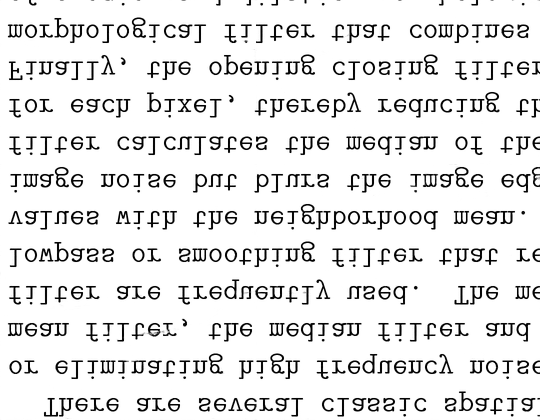 There are several classic spatial
or eliminating high frequency noise
mean filter, the median filter and
filter are frequently used. The me
lowpass or smoothing filter that re
values with the neighborhood mean.
image noise but blurs the image edg
filter calculates the median of the
for each pixel, thereby reducing th
Finally, the opening closing filter
morphological filter that combines